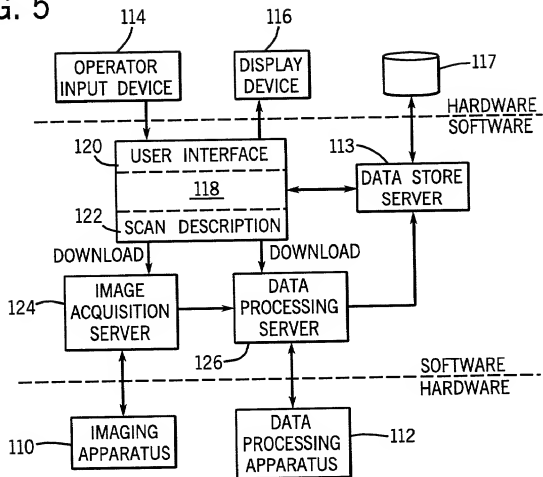 G. 5
114
116
OPERATOR
INPUT DEVICE
DISPLAY
DEVICE
117
HARDWARE
SOFTWARE
120
USER INTERFACE
113
118
DATA STORE
SERVER
122
SCAN DESCRIPTION
DOWNLOAD
DOWNLOAD
124
IMAGE
ACQUISITION
SERVER
DATA
PROCESSING
SERVER
126
SOFTWARE
HARDWARE
110
IMAGING
APPARATUS
DATA
PROCESSING
APPARATUS
112